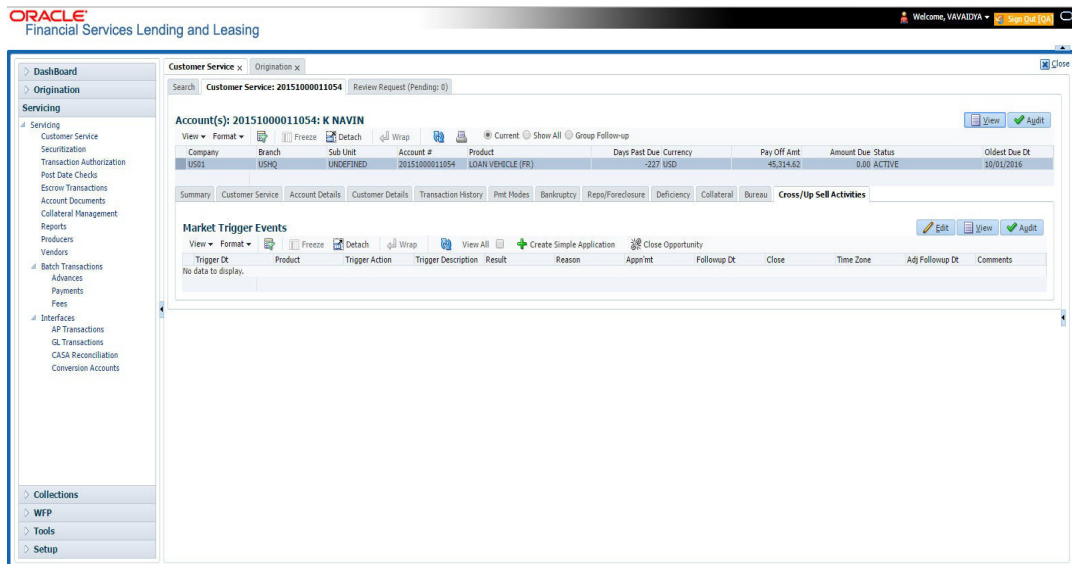 ORACLE
Financial Services Lending and Leasing
Welcome, VAVAIDYA Sign Out [QA]
Close
DashBoard
Origination
Servicing
Servicing
Customer Service
Securitization
Transaction Authorization
Post Date Checks
Escrow Transactions
Account Documents
Collateral Management
Reports
Producers
Vendors
Batch Transactions
Advances
Payments
Fees
Interfaces
AP Transactions
GL Transactions
CASA Reconciliation
Conversion Accounts
Collections
WFP
Tools
Setup
Customer Service x Origination x
Search Customer Service: 20151000011054 Review Request (Pending: 0)
Account(s): 20151000011054: K NAVIN
View Audit
View Format Freeze Detach Wrap Current Show All Group Follow-up
Company Branch Sub Unit Account # Product Days Past Due Currency Pay Off Amt Amount Due Status Oldest Due Dt
US01 USHQ UNDEFINED 20151000011054 LOAN VEHICLE (FR) -227 USD 45,314.62 0.00 ACTIVE 10/01/2016
Summary Customer Service Account Details Customer Details Transaction History Pmt Modes Bankruptcy Repo/Foreclosure Deficiency Collateral Bureau Cross/Up Sell Activities
Market Trigger Events
Edit View Audit
View Format Freeze Detach Wrap View All Create Simple Application Close Opportunity
Trigger Dt Product Trigger Action Trigger Description Result Reason Appn'mt Followup Dt Close Time Zone Adj Followup Dt Comments
No data to display.